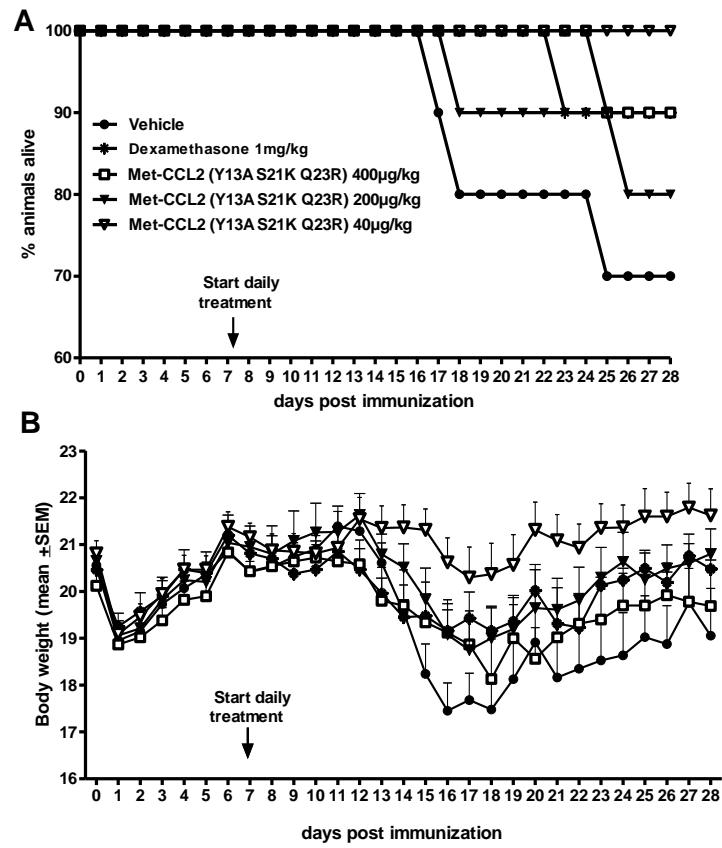 A
100
90
80
70
60
% animals alive
Vehicle
Dexamethasone 1mg/kg
Met-CCL2 (Y13A S21K Q23R) 400µg/kg
Met-CCL2 (Y13A S21K Q23R) 200µg/kg
Met-CCL2 (Y13A S21K Q23R) 40µg/kg
Start daily
treatment
0 1 2 3 4 5 6 7 8 9 10 11 12 13 14 15 16 17 18 19 20 21 22 23 24 25 26 27 28
days post immunization
B
23
22
21
20
19
18
17
16
Body weight (mean ±SEM)
Start daily
treatment
0 1 2 3 4 5 6 7 8 9 10 11 12 13 14 15 16 17 18 19 20 21 22 23 24 25 26 27 28
days post immunization